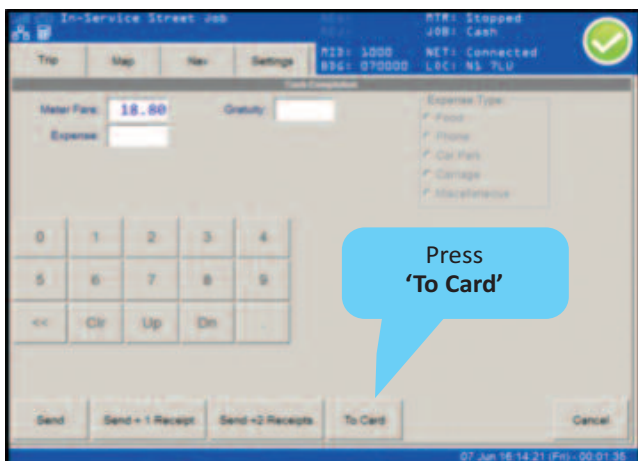 In-Service Street Job
MTR: Stopped
JOB: Cash
MID: 1000 NET: Connected
BDG: 070000 LOC: N1 7LU
Trip Map Nav Settings
Cash Completion
Meter Fare: 18.80 Gratuity: Expense Type:
Food
Expense: Phone
Car Park
Carriage
Miscellaneous
0 1 2 3 4
Press
'To Card'
5 6 7 8 9
<< Clr Up Dn .
Send Send + 1 Receipt Send +2 Receipts To Card Cancel
07 Jun 16:14:21 (Fri) - 00:01:35